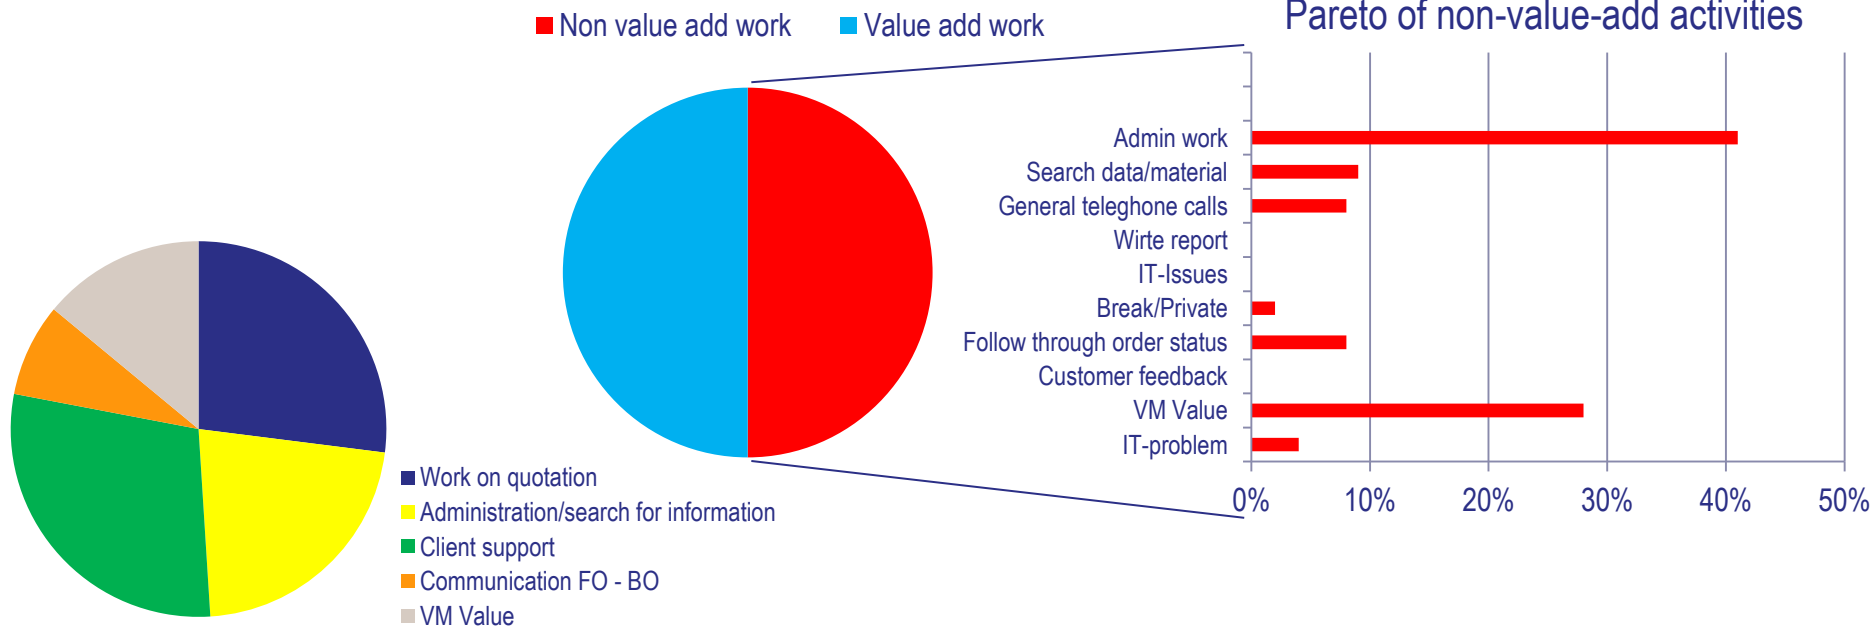 Non value add work
Value add work
Pareto of non-value-add activities
Admin work
Search data/material
General teleghone calls
Wirte report
IT-Issues
Break/Private
Follow through order status
Customer feedback
VM Value
IT-problem
0%
10%
20%
30%
40%
50%
Work on quotation
Administration/search for information
Client support
Communication FO - BO
VM Value